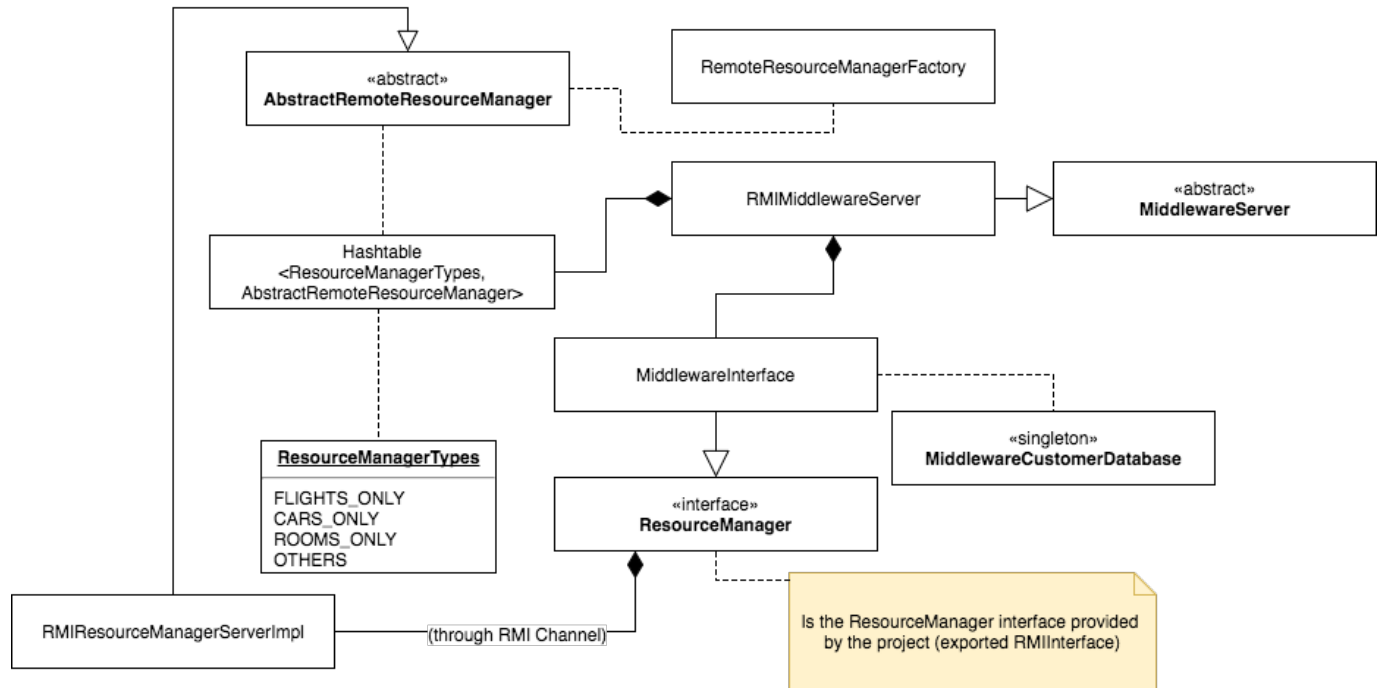 «abstract»
AbstractRemoteResourceManager
RemoteResourceManagerFactory
RMIMiddlewareServer
«abstract»
MiddlewareServer
Hashtable
<ResourceManagerTypes,
AbstractRemoteResourceManager>
MiddlewareInterface
«singleton»
MiddlewareCustomerDatabase
ResourceManagerTypes
FLIGHTS_ONLY
CARS_ONLY
ROOMS_ONLY
OTHERS
«interface»
ResourceManager
RMIResourceManagerServerImpl
(through RMI Channel)
Is the ResourceManager interface provided
by the project (exported RMIInterface)